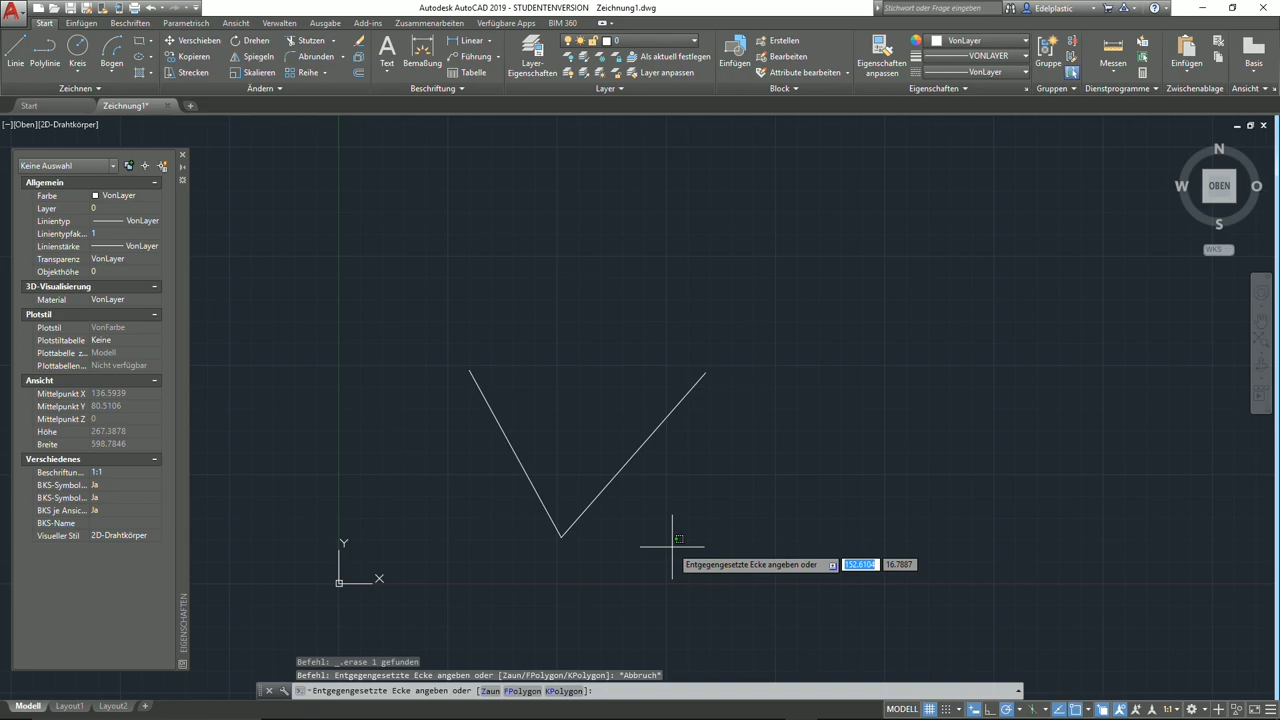 Autodesk AutoCAD 2019 - STUDENTENVERSION Zeichnung1.dwg
Stichwort oder Frage eingeben
Edelplastic
Start Einfügen Beschriften Parametrisch Ansicht Verwalten Ausgabe Add-ins Zusammenarbeiten Verfügbare Apps BIM 360
Linie Polylinie Kreis Bogen
Verschieben Drehen Stutzen
Kopieren Spiegeln Abrunden
Strecken Skalieren Reihe
Text Bemaßung
Linear
Führung
Tabelle
Layer-
Eigenschaften
0
Als aktuell festlegen
Layer anpassen
Einfügen
Erstellen
Bearbeiten
Attribute bearbeiten
Eigenschaften
anpassen
VonLayer
VONLAYER
VonLayer
Gruppe
Messen
Einfügen
Basis
Zeichnen Ändern Beschriftung Layer Block Eigenschaften Gruppen Dienstprogramme Zwischenablage Ansicht
Start Zeichnung1*
[−][Oben][2D-Drahtkörper]
Keine Auswahl
Allgemein
Farbe VonLayer
Layer 0
Linientyp VonLayer
Linientypfak... 1
Linienstärke VonLayer
Transparenz VonLayer
Objekthöhe 0
3D-Visualisierung
Material VonLayer
Plotstil
Plotstil VonFarbe
Plotstiltabelle Keine
Plottabelle z... Modell
Plottabellen... Nicht verfügbar
Ansicht
Mittelpunkt X 136.5939
Mittelpunkt Y 80.5106
Mittelpunkt Z 0
Höhe 267.3878
Breite 598.7846
Verschiedenes
Beschriftun... 1:1
BKS-Symbol... Ja
BKS-Symbol... Ja
BKS je Ansic... Ja
BKS-Name
Visueller Stil 2D-Drahtkörper
EIGENSCHAFTEN
N
W OBEN O
S
WKS
Y
X
Entgegengesetzte Ecke angeben oder 152.6104 16.7887
Befehl: _.erase 1 gefunden
Befehl: Entgegengesetzte Ecke angeben oder [Zaun/FPolygon/KPolygon]: *Abbruch*
Entgegengesetzte Ecke angeben oder [Zaun FPolygon KPolygon]:
Modell Layout1 Layout2 +
MODELL 1:1